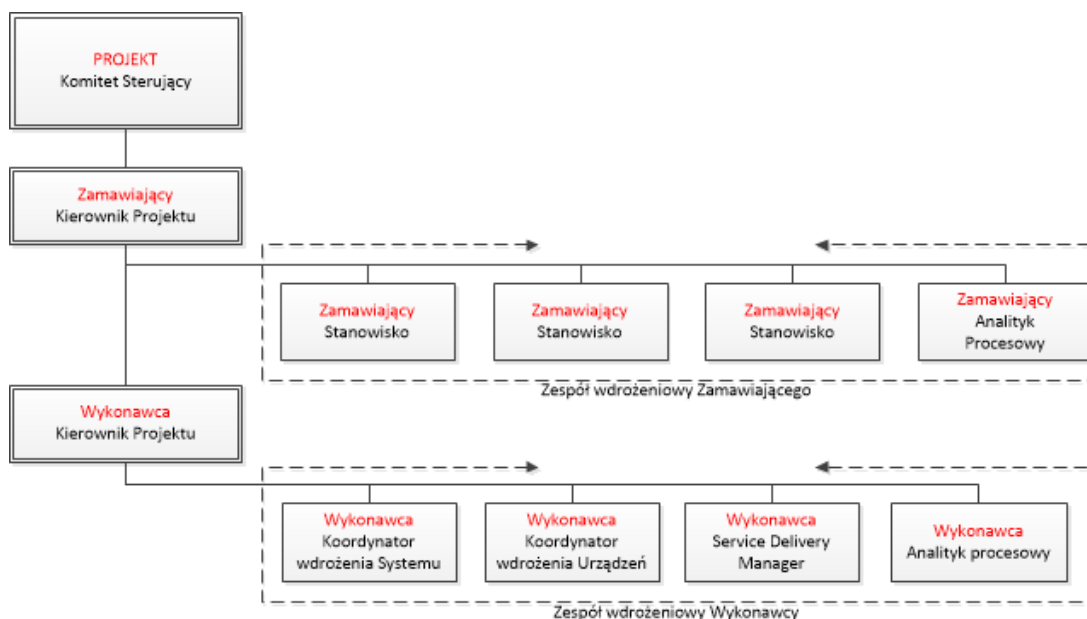 PROJEKT
Komitet Sterujący
Zamawiający
Kierownik Projektu
Zamawiający
Stanowisko
Zamawiający
Stanowisko
Zamawiający
Stanowisko
Zamawiający
Analityk
Procesowy
Zespół wdrożeniowy Zamawiającego
Wykonawca
Kierownik Projektu
Wykonawca
Koordynator
wdrożenia Systemu
Wykonawca
Koordynator
wdrożenia Urządzeń
Wykonawca
Service Delivery
Manager
Wykonawca
Analityk procesowy
Zespół wdrożeniowy Wykonawcy